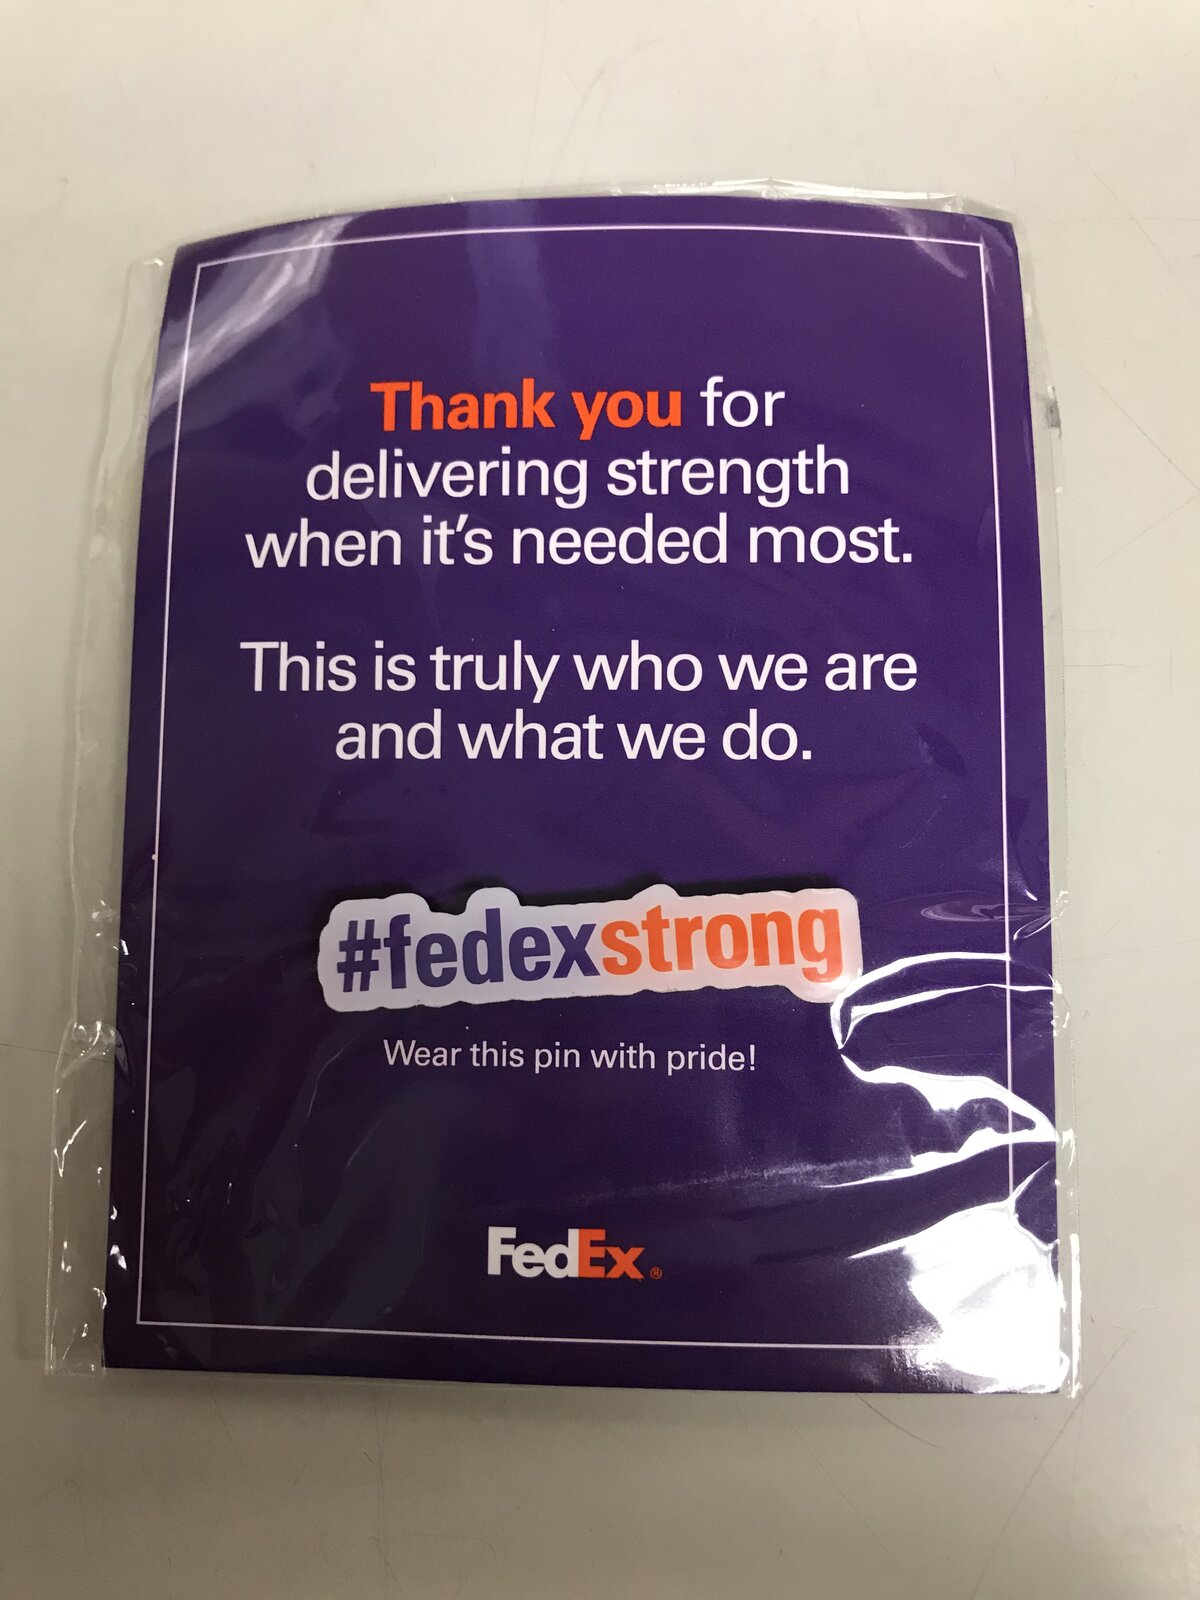 Thank you for
delivering strength
when it's needed most.
This is truly who we are
and what we do.
#fedexstrong
Wear this pin with pride!
FedEx®